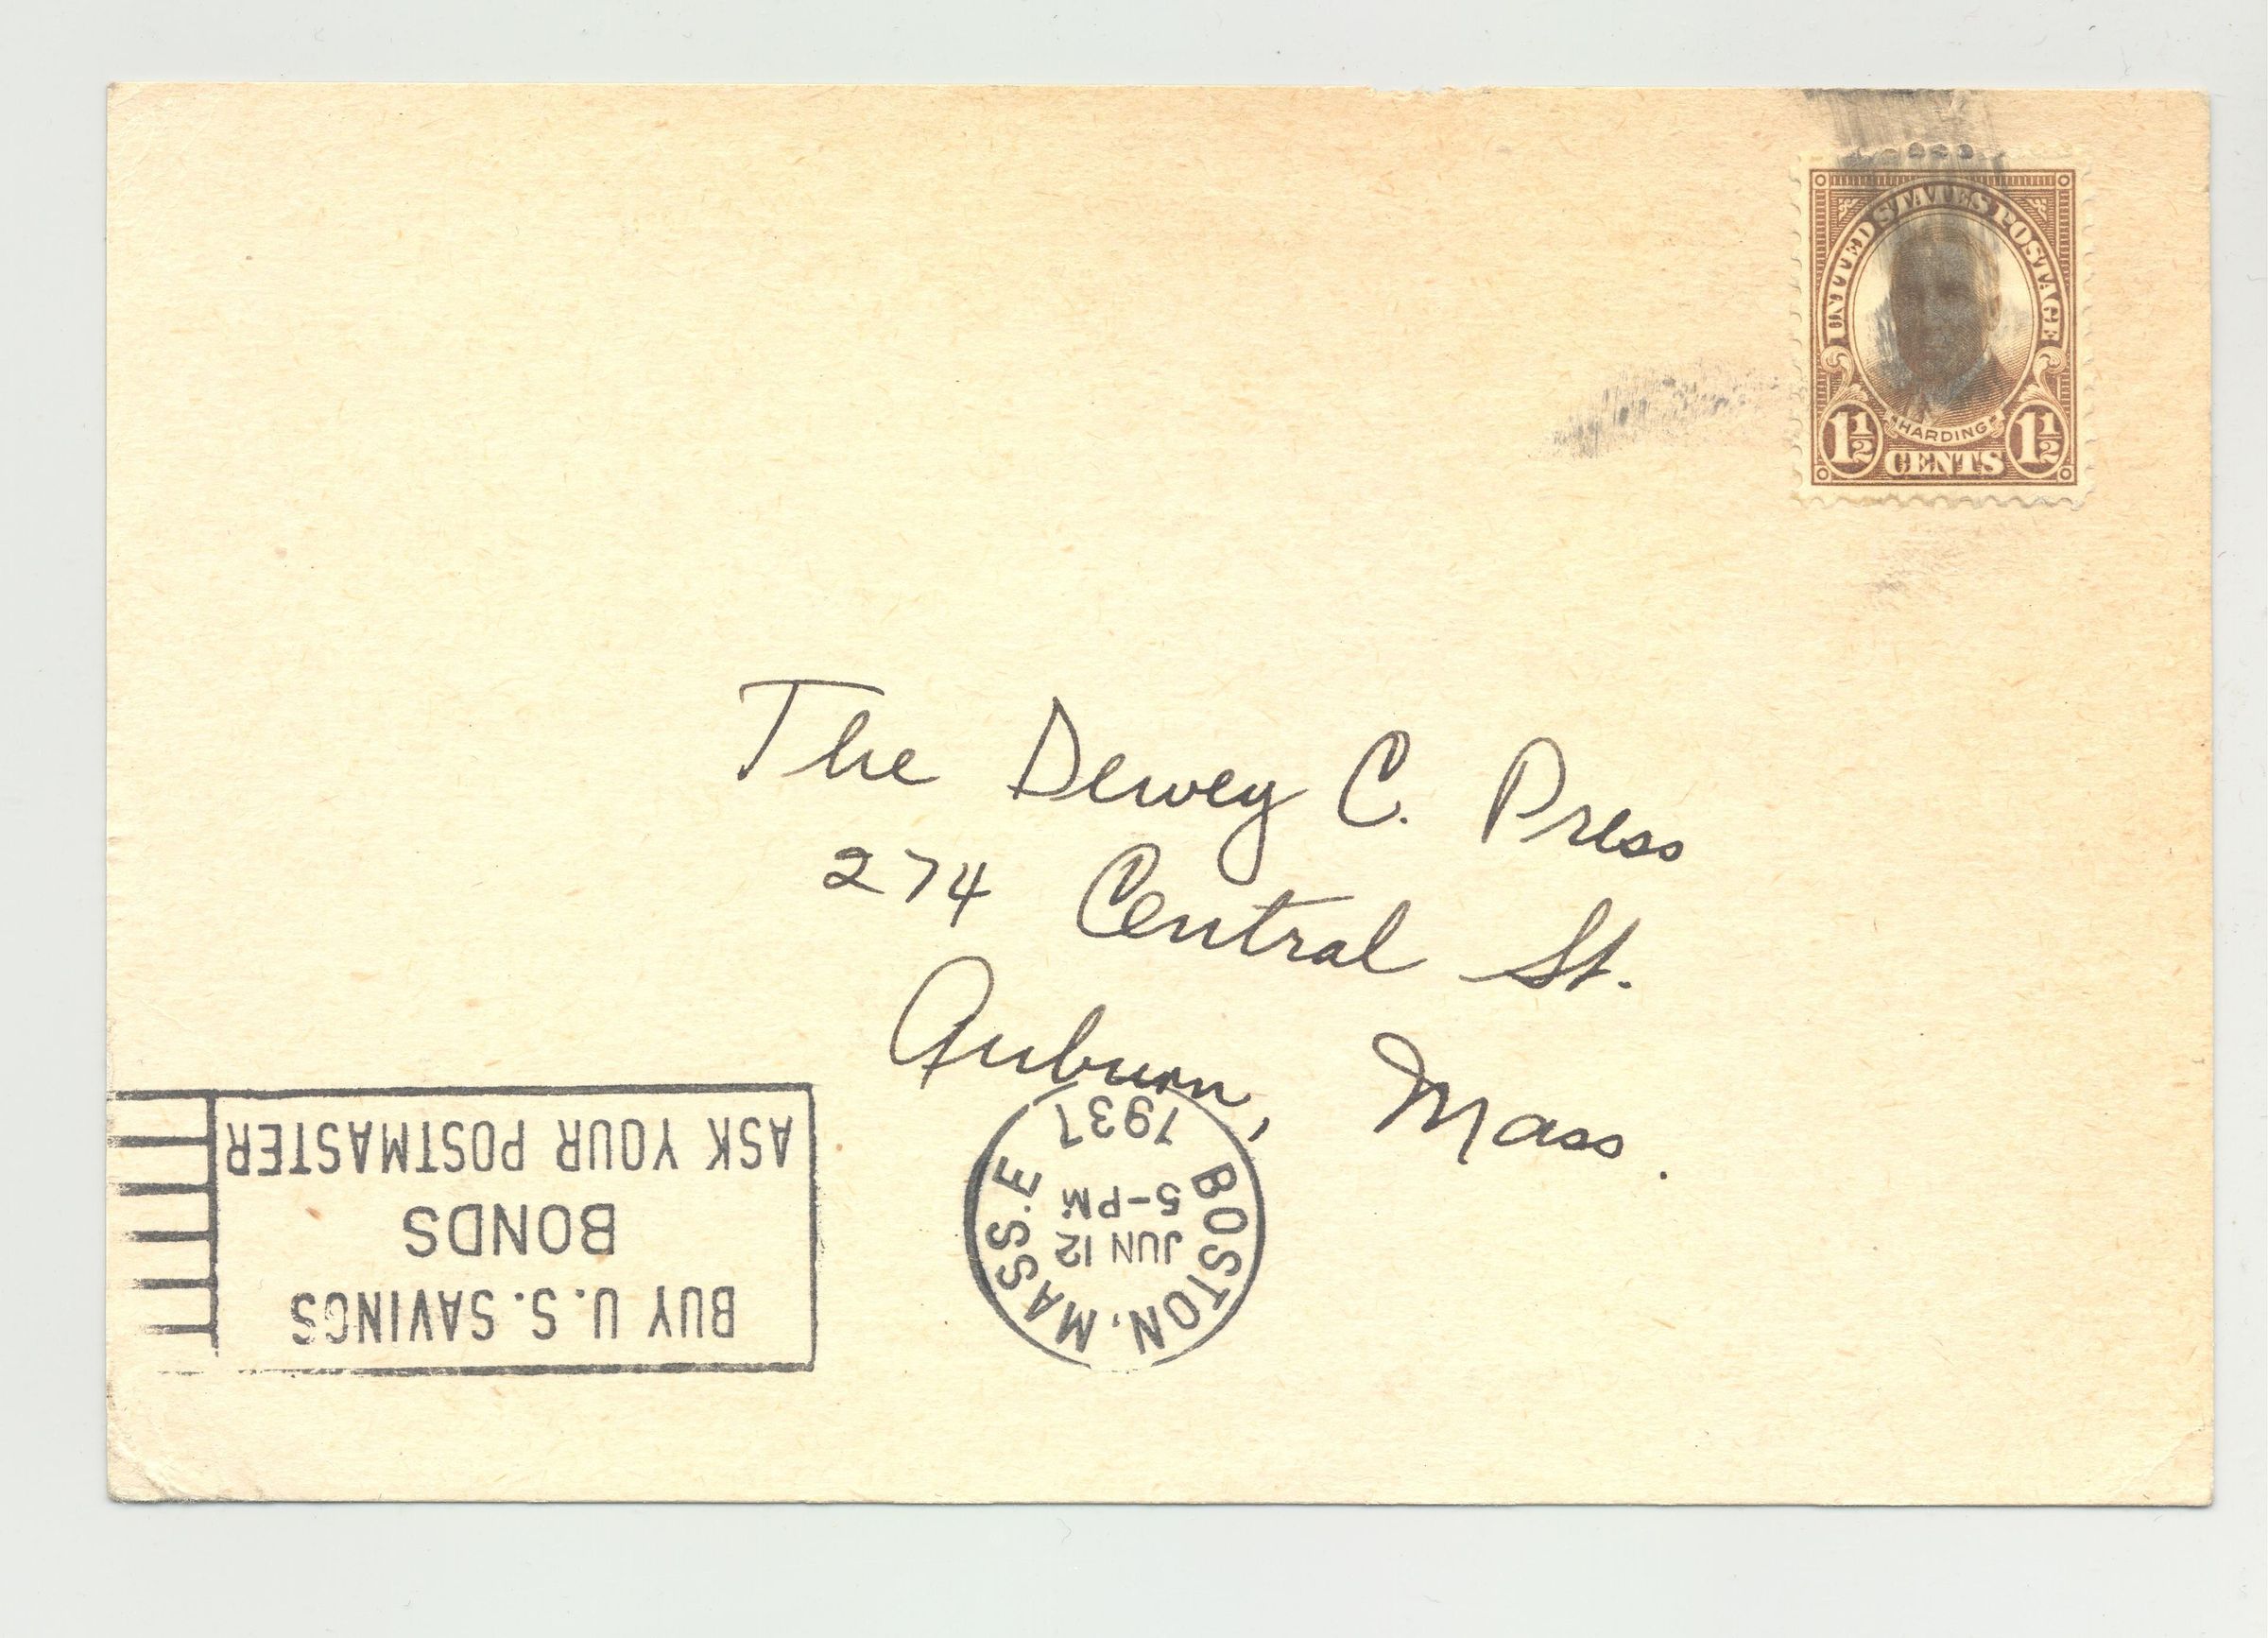 UNITED STATES POSTAGE
HARDING
1½ CENTS 1½
The Dewey C. Press
274 Central St.
Auburn, Mass.
BUY U.S. SAVINGS
BONDS
ASK YOUR POSTMASTER
BOSTON, MASS. E.
JUN 12
5-PM
1937